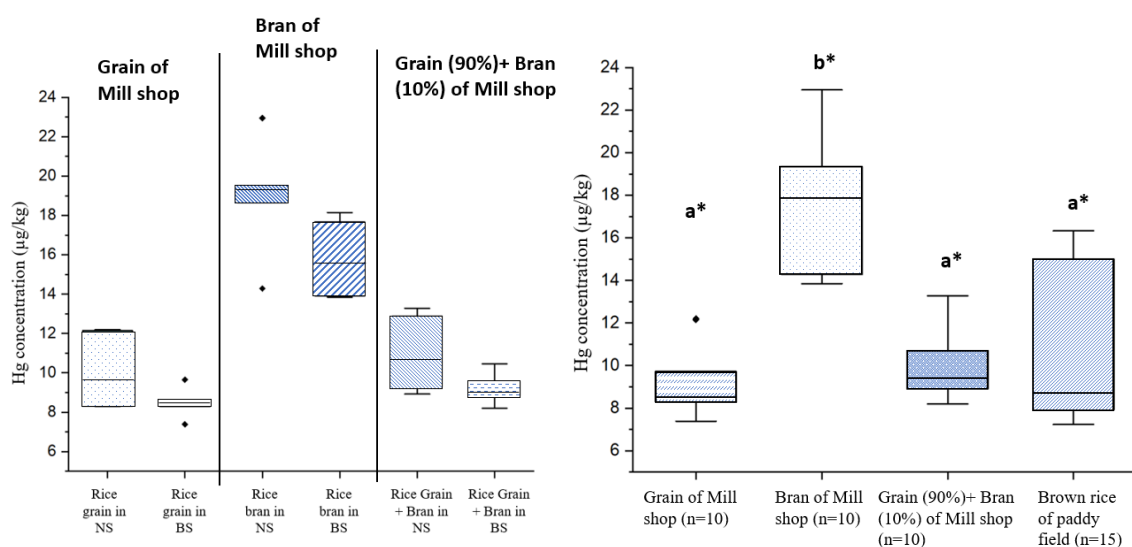 Grain of
Mill shop
Bran of
Mill shop
Grain (90%)+ Bran
(10%) of Mill shop
Hg concentration (µg/kg)
24
22
20
18
16
14
12
10
8
6
Rice
grain in
NS
Rice
grain in
BS
Rice
bran in
NS
Rice
bran in
BS
Rice Grain
+ Bran in
NS
Rice Grain
+ Bran in
BS
Hg concentration (µg/kg)
24
22
20
18
16
14
12
10
8
6
a*
b*
a*
a*
Grain of Mill
shop (n=10)
Bran of Mill
shop (n=10)
Grain (90%)+ Bran
(10%) of Mill shop
(n=10)
Brown rice
of paddy
field (n=15)